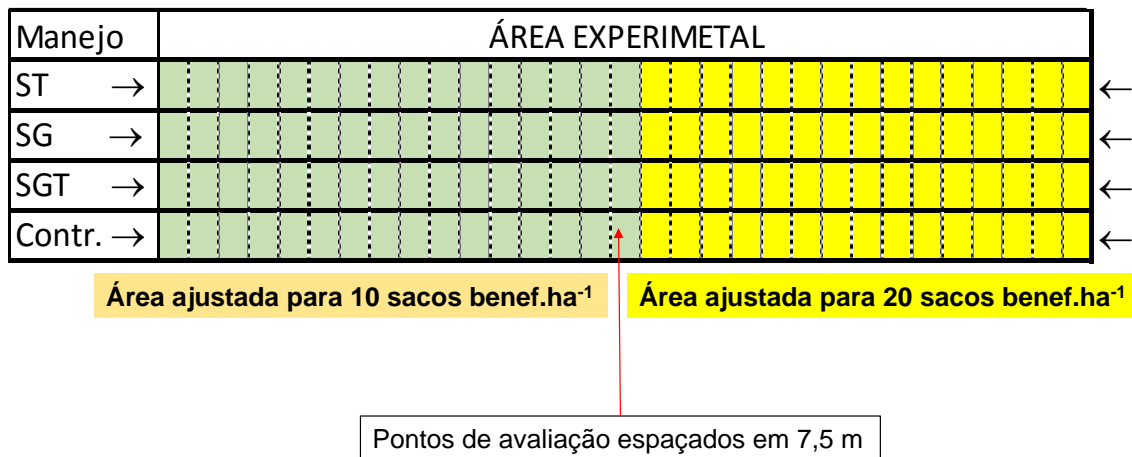 Manejo ÁREA EXPERIMETAL
ST → ←
SG → ←
SGT → ←
Contr. → ←
Área ajustada para 10 sacos benef.ha⁻¹ Área ajustada para 20 sacos benef.ha⁻¹
Pontos de avaliação espaçados em 7,5 m